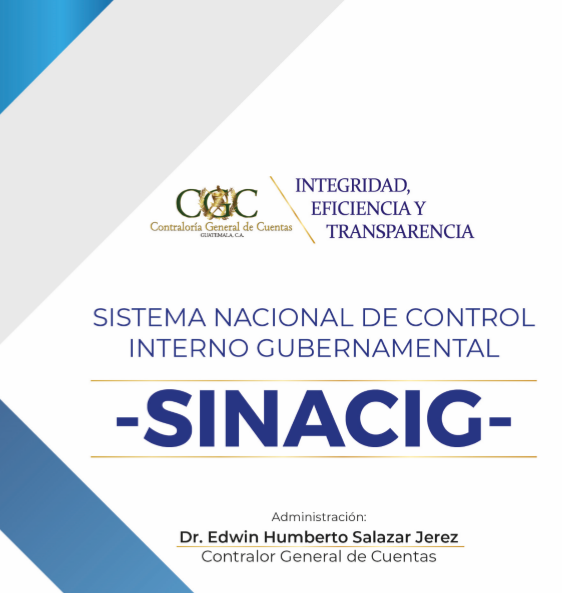 CGC
Contraloría General de Cuentas
GUATEMALA, C.A.
INTEGRIDAD,
EFICIENCIA Y
TRANSPARENCIA
SISTEMA NACIONAL DE CONTROL
INTERNO GUBERNAMENTAL
-SINACIG-
Administración:
Dr. Edwin Humberto Salazar Jerez
Contralor General de Cuentas